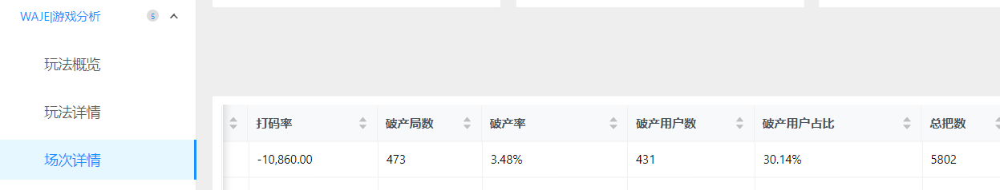 WAJE|游戏分析 5
玩法概览
玩法详情
场次详情
打码率 破产局数 破产率 破产用户数 破产用户占比 总把数
-10,860.00 473 3.48% 431 30.14% 5802